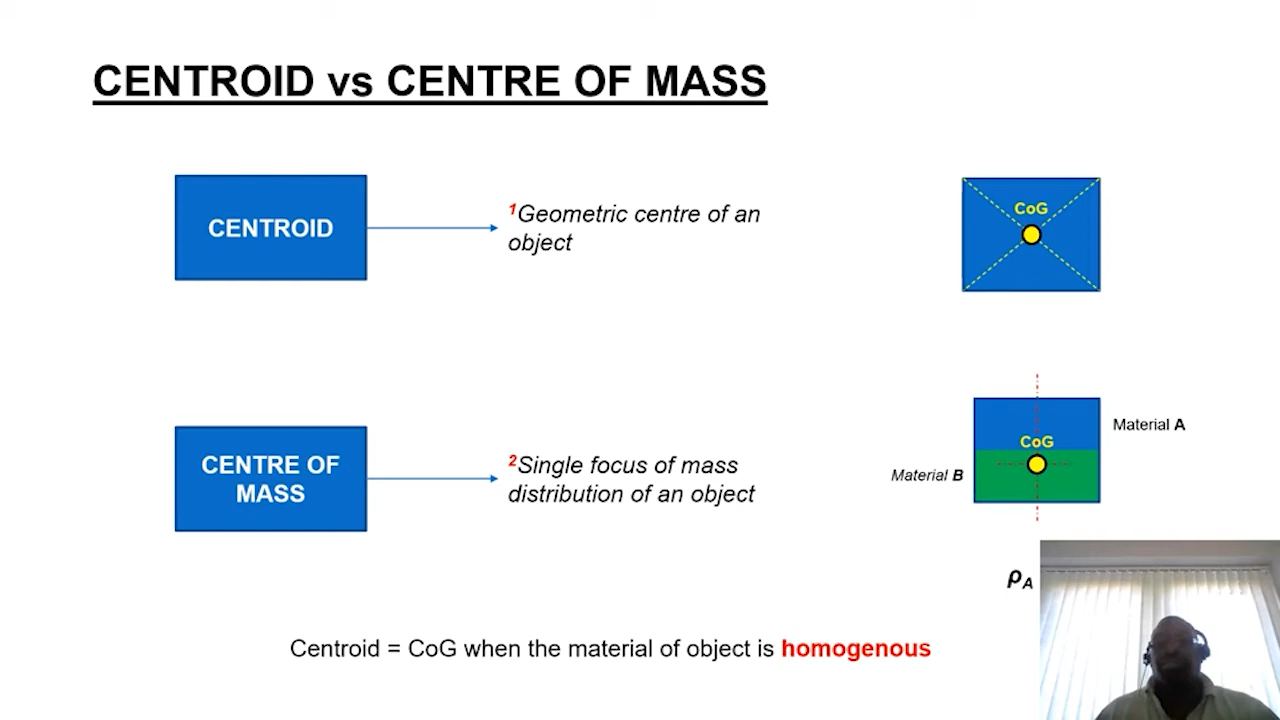 CENTROID vs CENTRE OF MASS
CENTROID
¹Geometric centre of an
object
CoG
CENTRE OF
MASS
²Single focus of mass
distribution of an object
Material A
CoG
Material B
ρA
Centroid = CoG when the material of object is homogenous